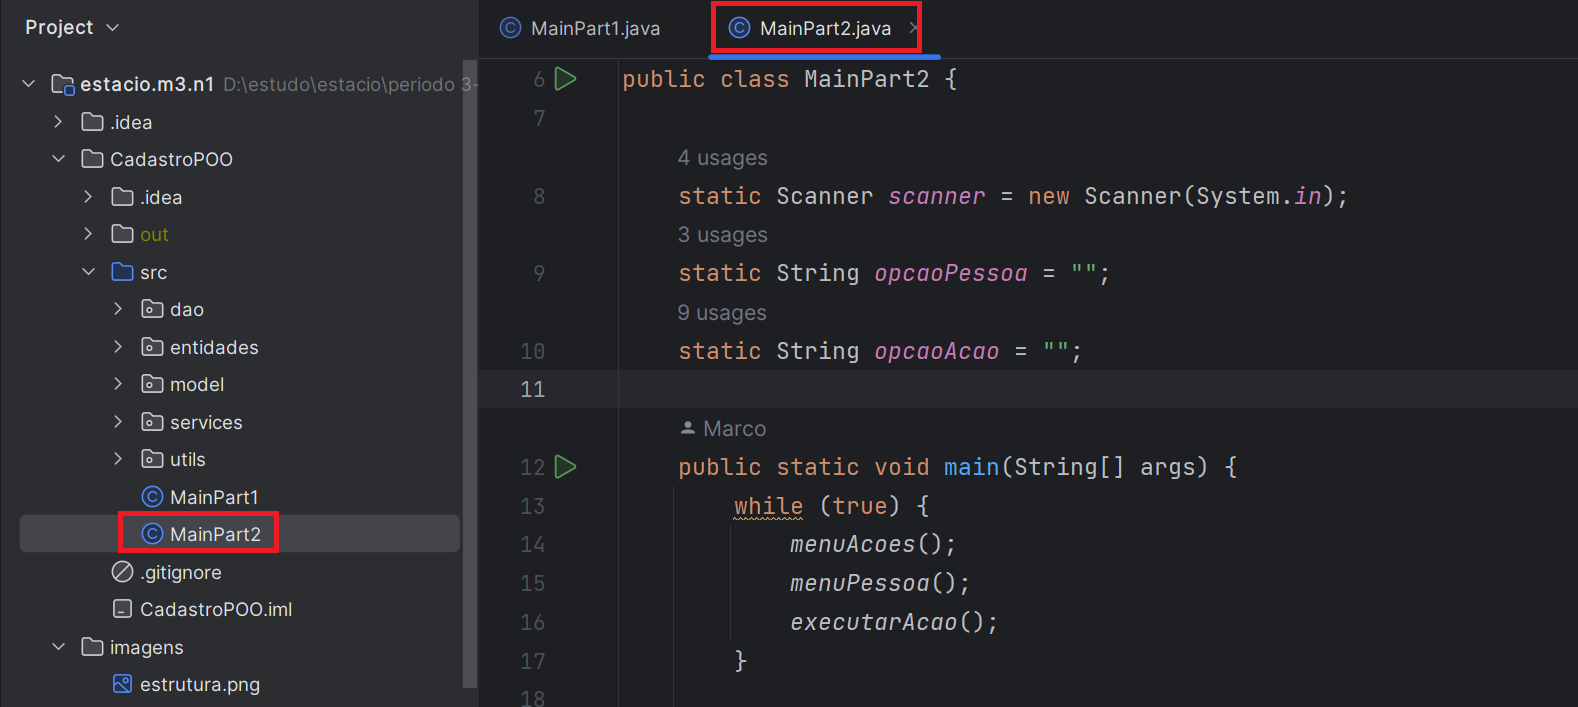 Project
estacio.m3.n1 D:\estudo\estacio\periodo 3-
.idea
CadastroPOO
.idea
out
src
dao
entidades
model
services
utils
MainPart1
MainPart2
.gitignore
CadastroPOO.iml
imagens
estrutura.png
MainPart1.java
MainPart2.java
6 public class MainPart2 {
7
4 usages
8 static Scanner scanner = new Scanner(System.in);
3 usages
9 static String opcaoPessoa = "";
9 usages
10 static String opcaoAcao = "";
11
Marco
12 public static void main(String[] args) {
13 while (true) {
14 menuAcoes();
15 menuPessoa();
16 executarAcao();
17 }
18